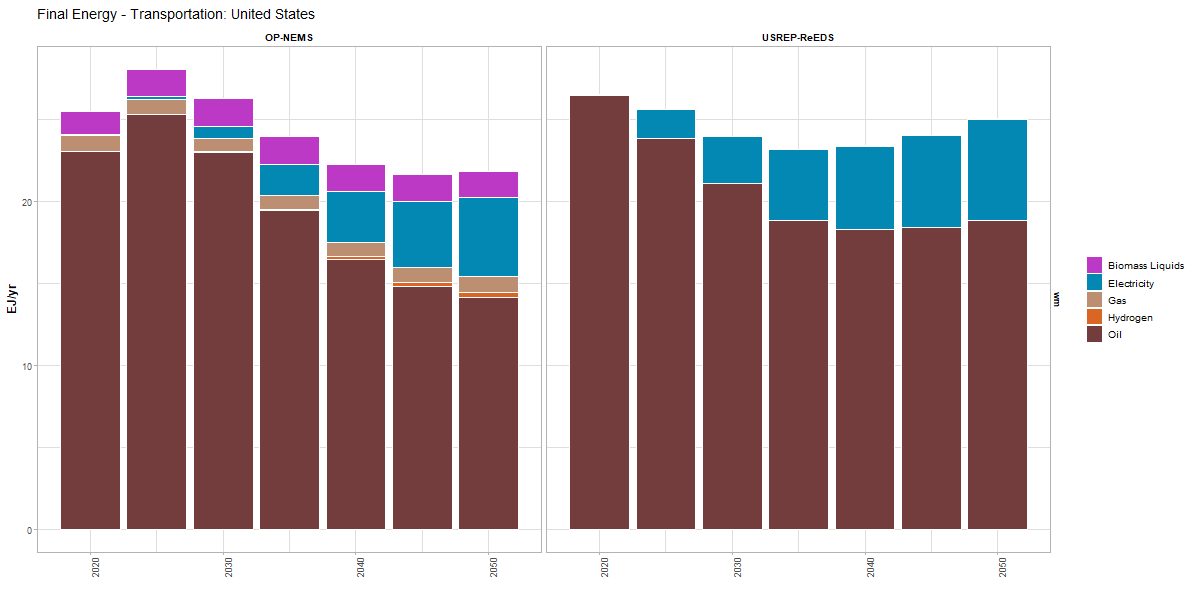 Final Energy - Transportation: United States
OP-NEMS
USREP-ReEDS
EJ/yr
20
10
0
2020
2030
2040
2050
2020
2030
2040
2050
wm
Biomass Liquids
Electricity
Gas
Hydrogen
Oil